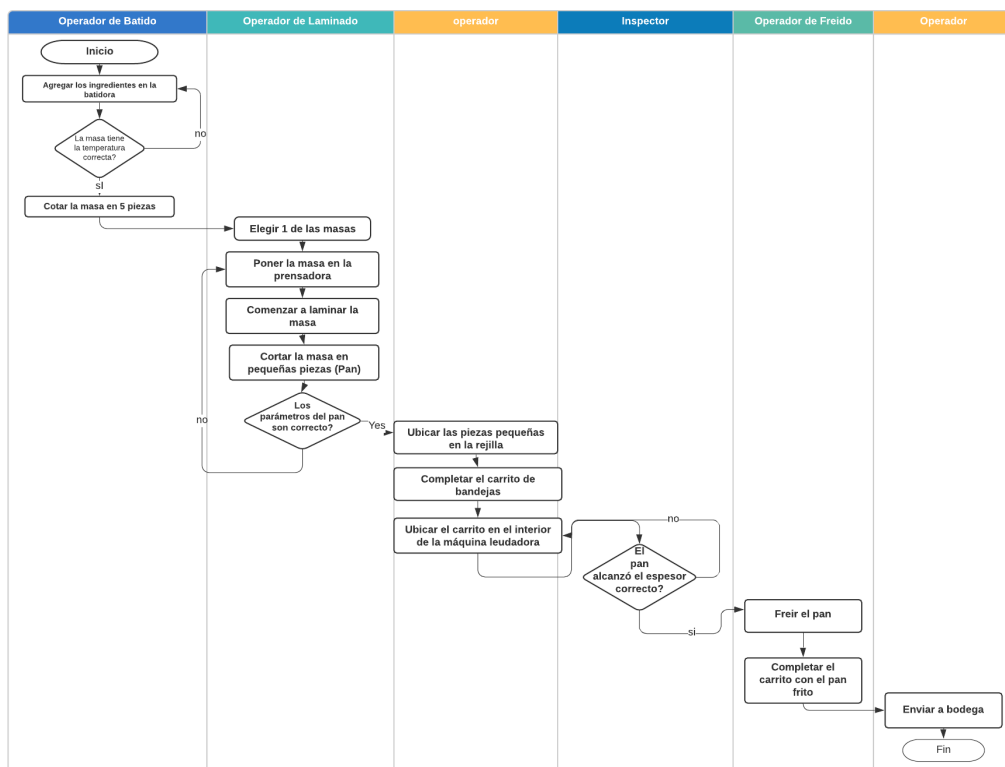 Operador de Batido
Operador de Laminado
operador
Inspector
Operador de Freido
Operador
Inicio
Agregar los ingredientes en la
batidora
no
La masa tiene
la temperatura
correcta?
sI
Cotar la masa en 5 piezas
Elegir 1 de las masas
Poner la masa en la
prensadora
Comenzar a laminar la
masa
Cortar la masa en
pequeñas piezas (Pan)
Los
parámetros del pan
son correcto?
no
Yes
Ubicar las piezas pequeñas
en la rejilla
Completar el carrito de
bandejas
Ubicar el carrito en el interior
de la máquina leudadora
no
El
pan
alcanzó el espesor
correcto?
si
Freir el pan
Completar el
carrito con el pan
frito
Enviar a bodega
Fin